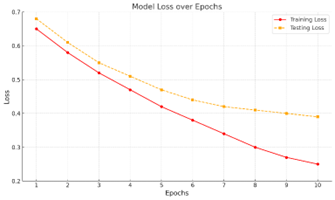 Model Loss over Epochs
Training Loss
Testing Loss
0.7
0.6
0.5
0.4
0.3
0.2
Loss
1 2 3 4 5 6 7 8 9 10
Epochs